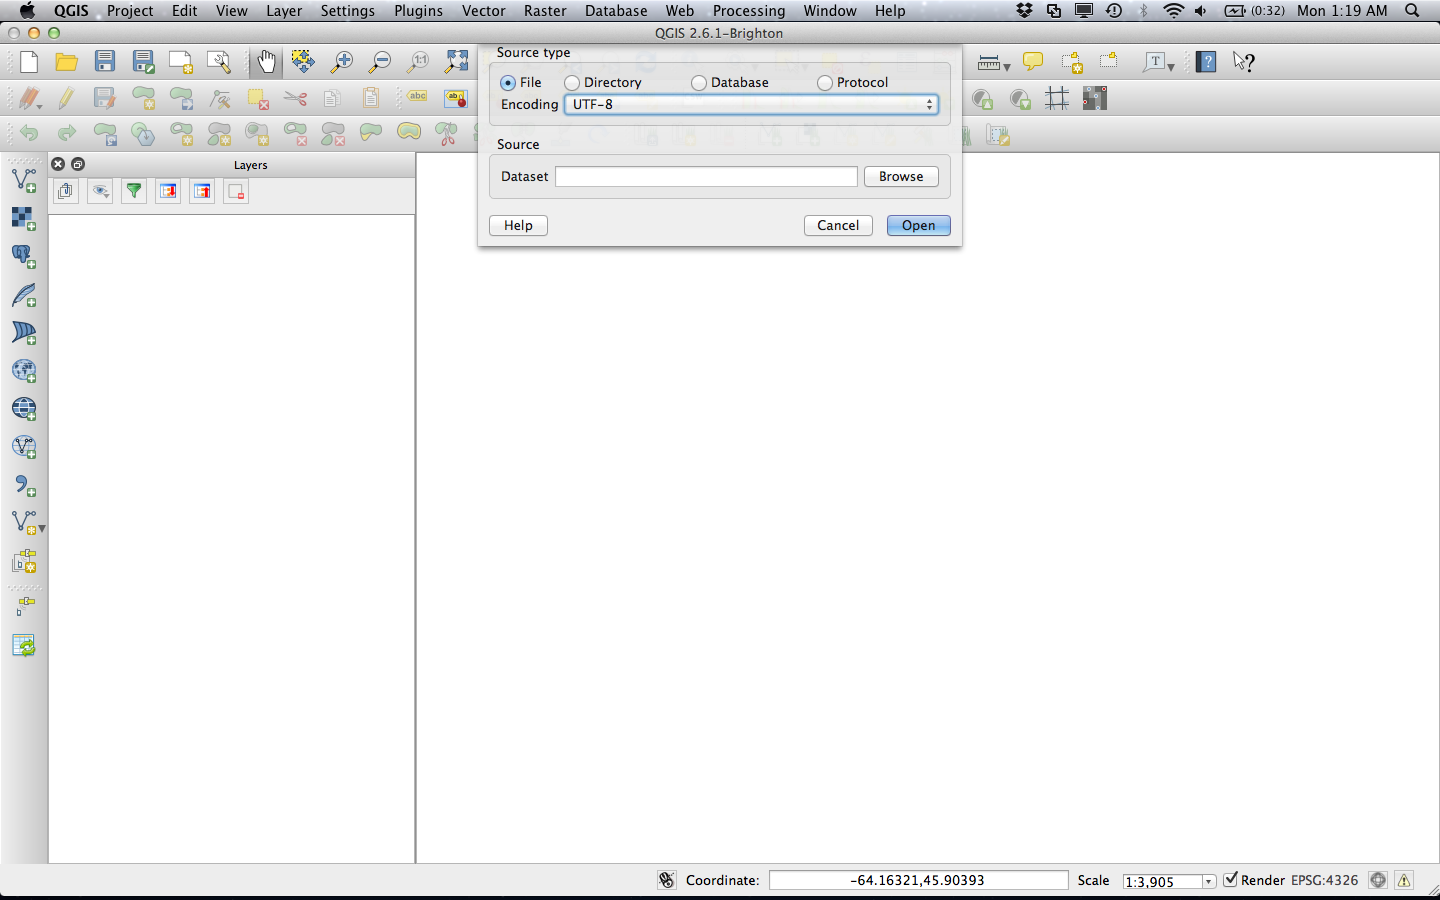 QGIS Project Edit View Layer Settings Plugins Vector Raster Database Web Processing Window Help (0:32) Mon 1:19 AM
QGIS 2.6.1-Brighton
Source type
File Directory Database Protocol
Encoding UTF-8
Source
Dataset Browse
Help Cancel Open
abc abc
Layers
Coordinate: -64.16321,45.90393 Scale 1:3,905 Render EPSG:4326